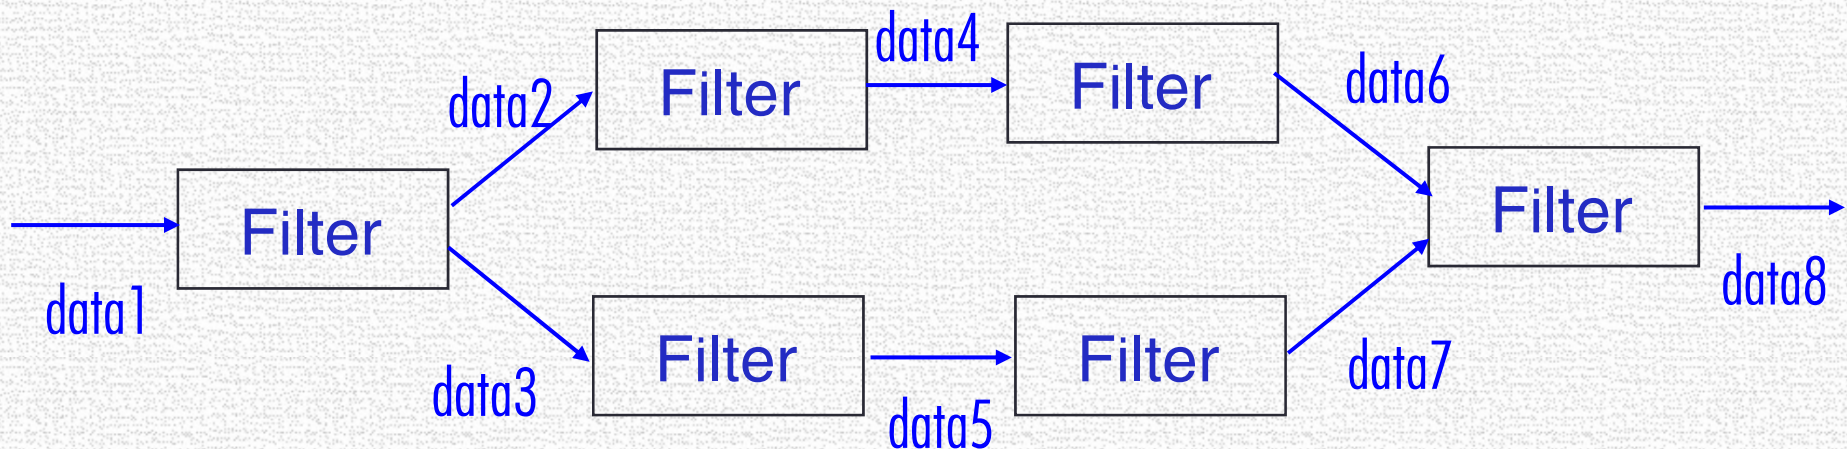 data4
Filter
Filter
data6
data2
Filter
Filter
data8
data1
Filter
Filter
data7
data3
data5